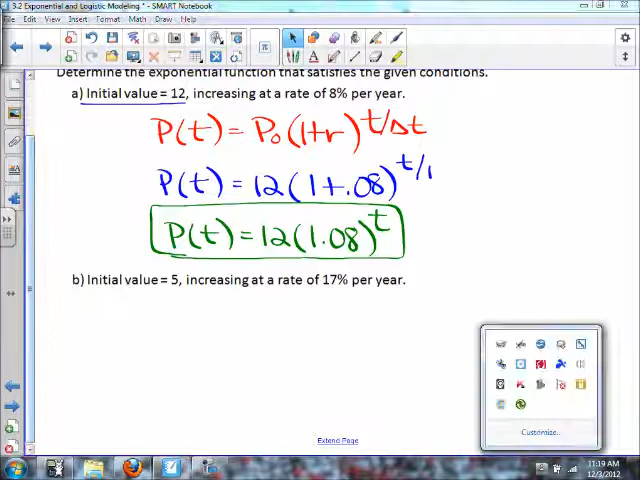 3.2 Exponential and Logistic Modeling * - SMART Notebook
File Edit View Insert Format Math Draw Help
Determine the exponential function that satisfies the given conditions.
a) Initial value = 12, increasing at a rate of 8% per year.
P(t) = P₀(1+r)^t/Δt
P(t) = 12(1+.08)^t/1
P(t) = 12(1.08)^t
b) Initial value = 5, increasing at a rate of 17% per year.
Customize...
Extend Page
11:19 AM
12/3/2012